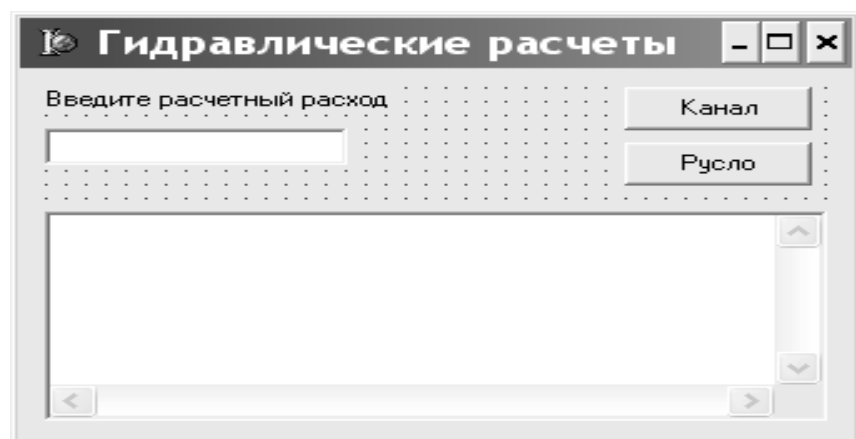 Гидравлические расчеты
Введите расчетный расход
Канал
Русло